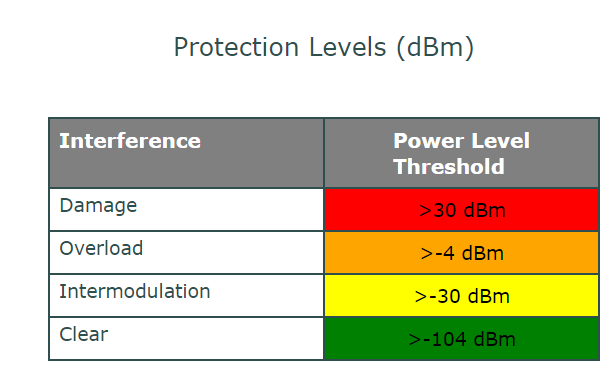 Protection Levels (dBm)
Interference
Power Level
Threshold
Damage
>30 dBm
Overload
>-4 dBm
Intermodulation
>-30 dBm
Clear
>-104 dBm